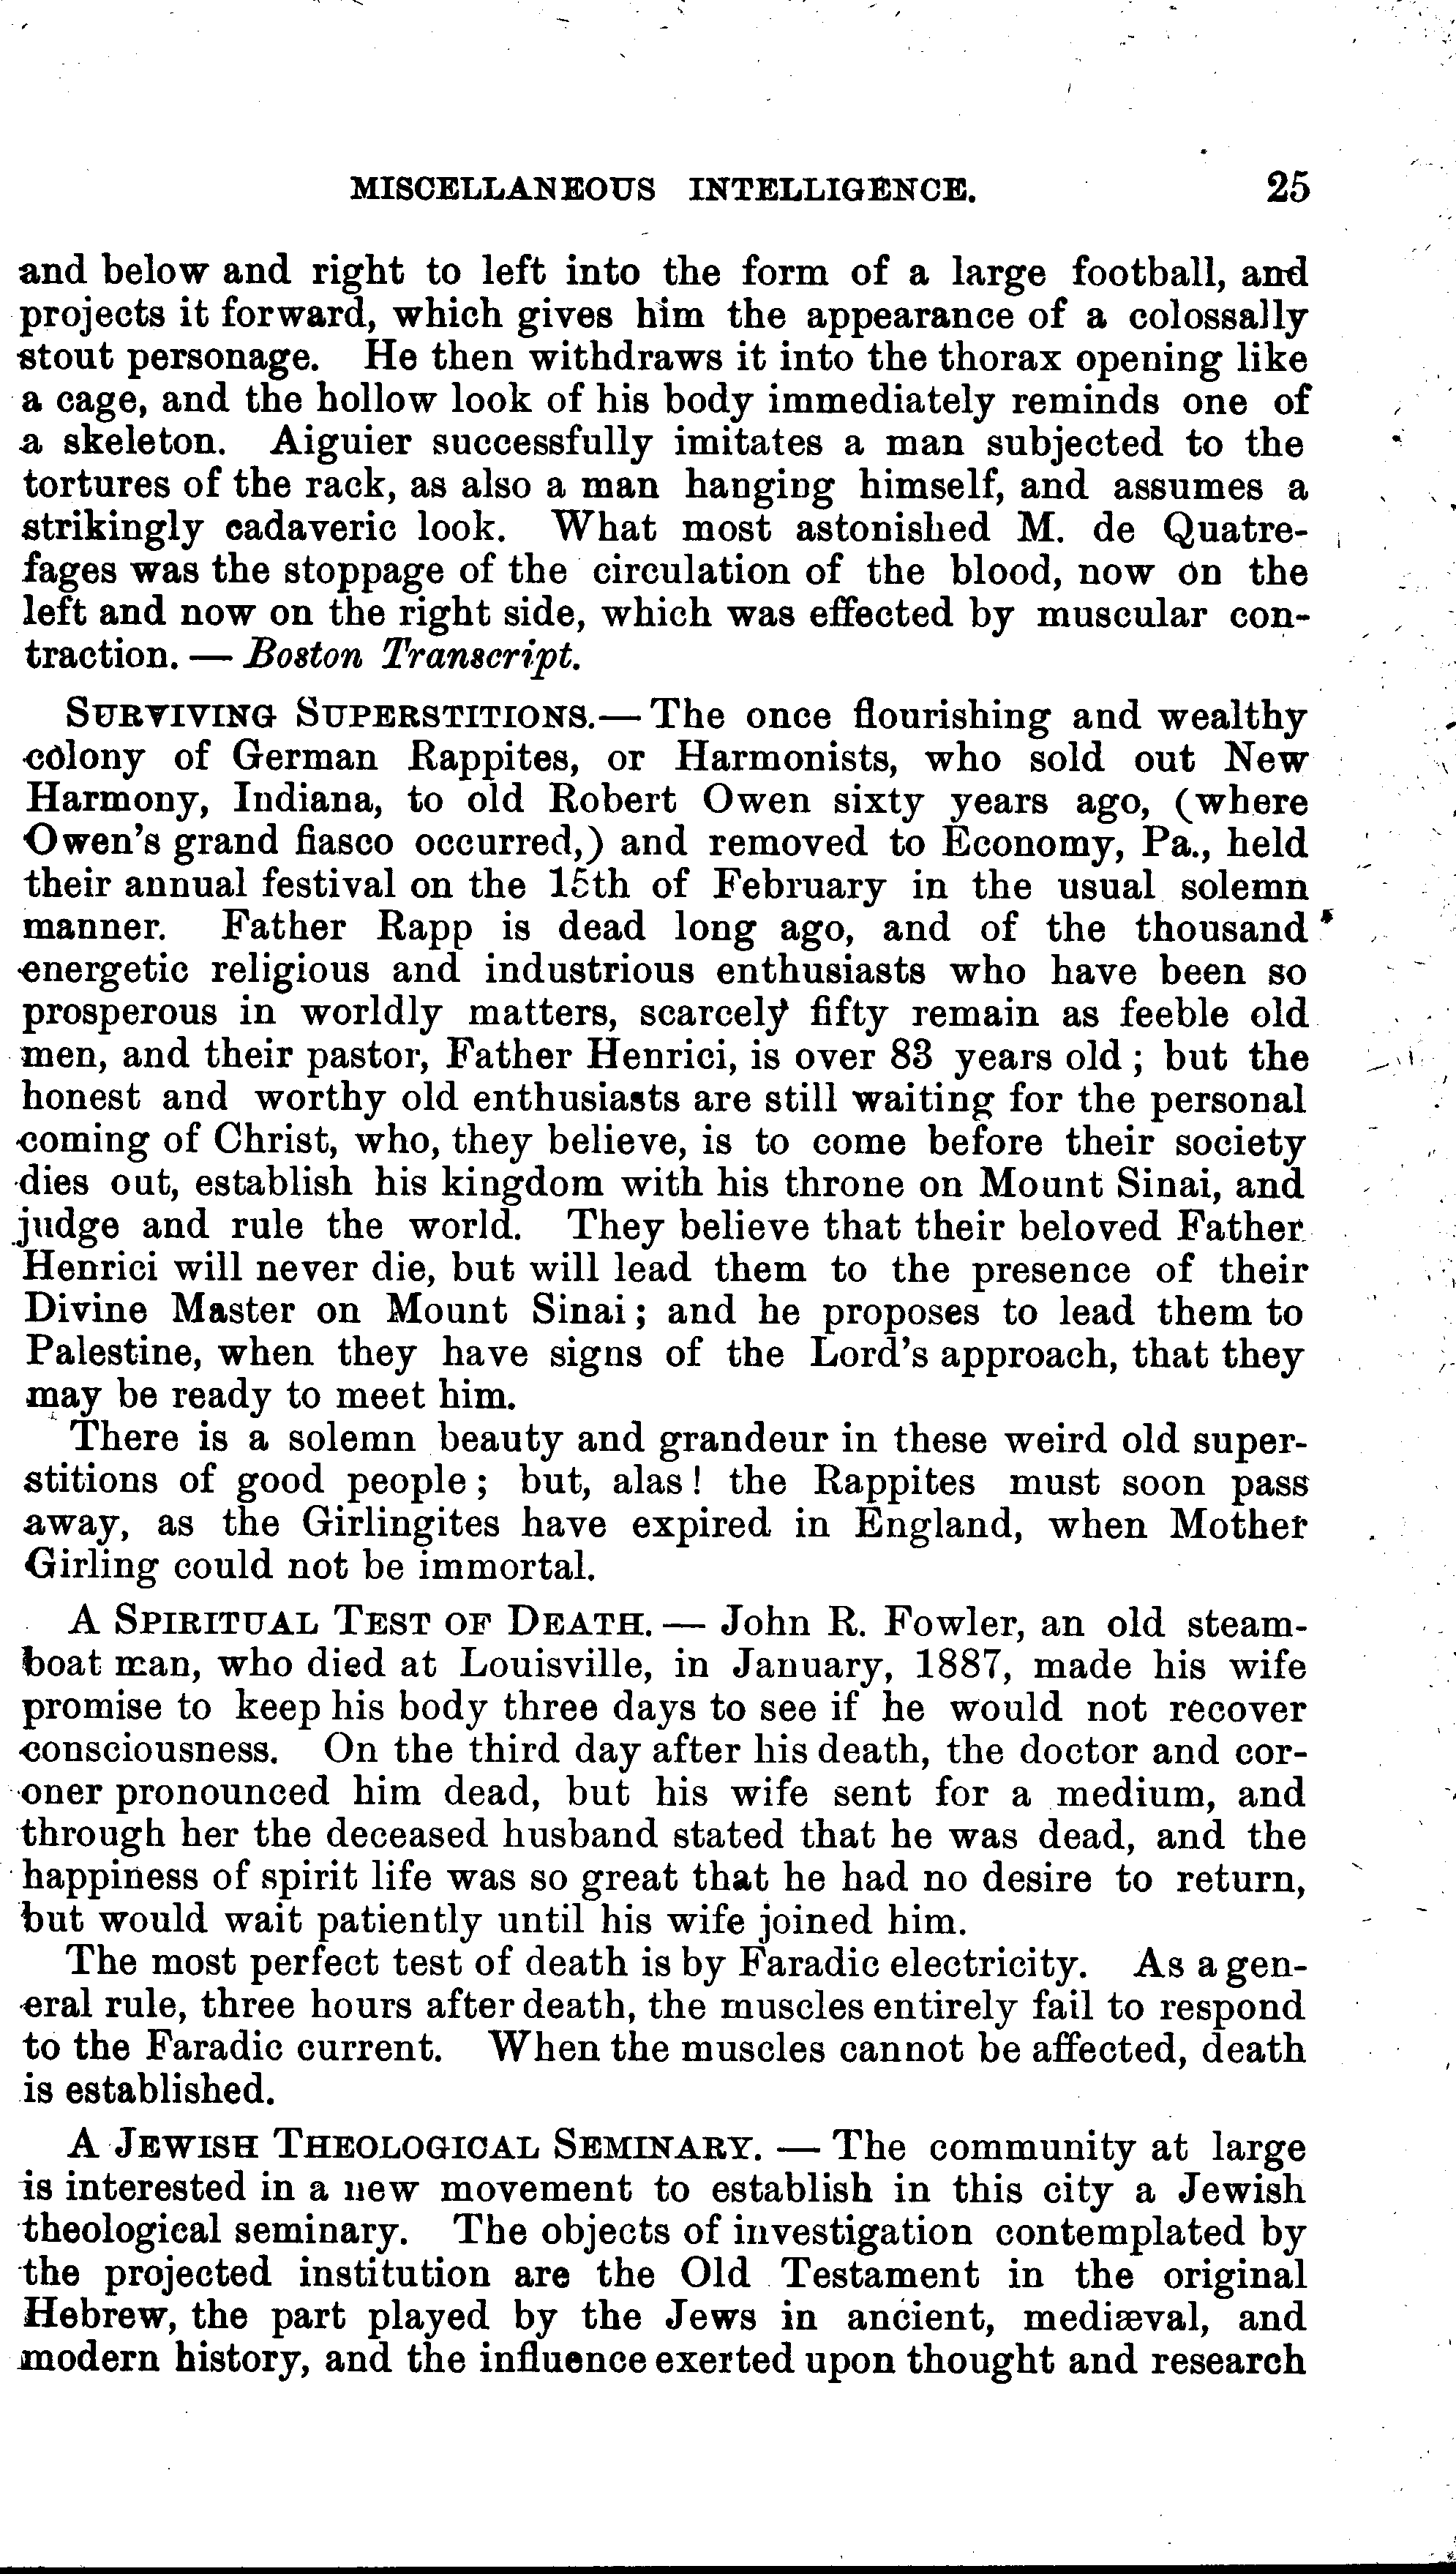 MISCELLANEOUS INTELLIGENCE. 25
and below and right to left into the form of a large football, and
projects it forward, which gives him the appearance of a colossally
stout personage. He then withdraws it into the thorax opening like
a cage, and the hollow look of his body immediately reminds one of
a skeleton. Aiguier successfully imitates a man subjected to the
tortures of the rack, as also a man hanging himself, and assumes a
strikingly cadaveric look. What most astonished M. de Quatre-
fages was the stoppage of the circulation of the blood, now on the
left and now on the right side, which was effected by muscular con-
traction. — Boston Transcript.
SURVIVING SUPERSTITIONS.— The once flourishing and wealthy
colony of German Rappites, or Harmonists, who sold out New
Harmony, Indiana, to old Robert Owen sixty years ago, (where
Owen's grand fiasco occurred,) and removed to Economy, Pa., held
their annual festival on the 15th of February in the usual solemn
manner. Father Rapp is dead long ago, and of the thousand
energetic religious and industrious enthusiasts who have been so
prosperous in worldly matters, scarcely fifty remain as feeble old
men, and their pastor, Father Henrici, is over 83 years old ; but the
honest and worthy old enthusiasts are still waiting for the personal
coming of Christ, who, they believe, is to come before their society
dies out, establish his kingdom with his throne on Mount Sinai, and
judge and rule the world. They believe that their beloved Father
Henrici will never die, but will lead them to the presence of their
Divine Master on Mount Sinai ; and he proposes to lead them to
Palestine, when they have signs of the Lord's approach, that they
may be ready to meet him.
There is a solemn beauty and grandeur in these weird old super-
stitions of good people ; but, alas ! the Rappites must soon pass
away, as the Girlingites have expired in England, when Mother
Girling could not be immortal.
A SPIRITUAL TEST OF DEATH. — John R. Fowler, an old steam-
boat man, who died at Louisville, in January, 1887, made his wife
promise to keep his body three days to see if he would not recover
consciousness. On the third day after his death, the doctor and cor-
oner pronounced him dead, but his wife sent for a medium, and
through her the deceased husband stated that he was dead, and the
happiness of spirit life was so great that he had no desire to return,
but would wait patiently until his wife joined him.
The most perfect test of death is by Faradic electricity. As a gen-
eral rule, three hours after death, the muscles entirely fail to respond
to the Faradic current. When the muscles cannot be affected, death
is established.
A JEWISH THEOLOGICAL SEMINARY. — The community at large
is interested in a new movement to establish in this city a Jewish
theological seminary. The objects of investigation contemplated by
the projected institution are the Old Testament in the original
Hebrew, the part played by the Jews in ancient, mediæval, and
modern history, and the influence exerted upon thought and research